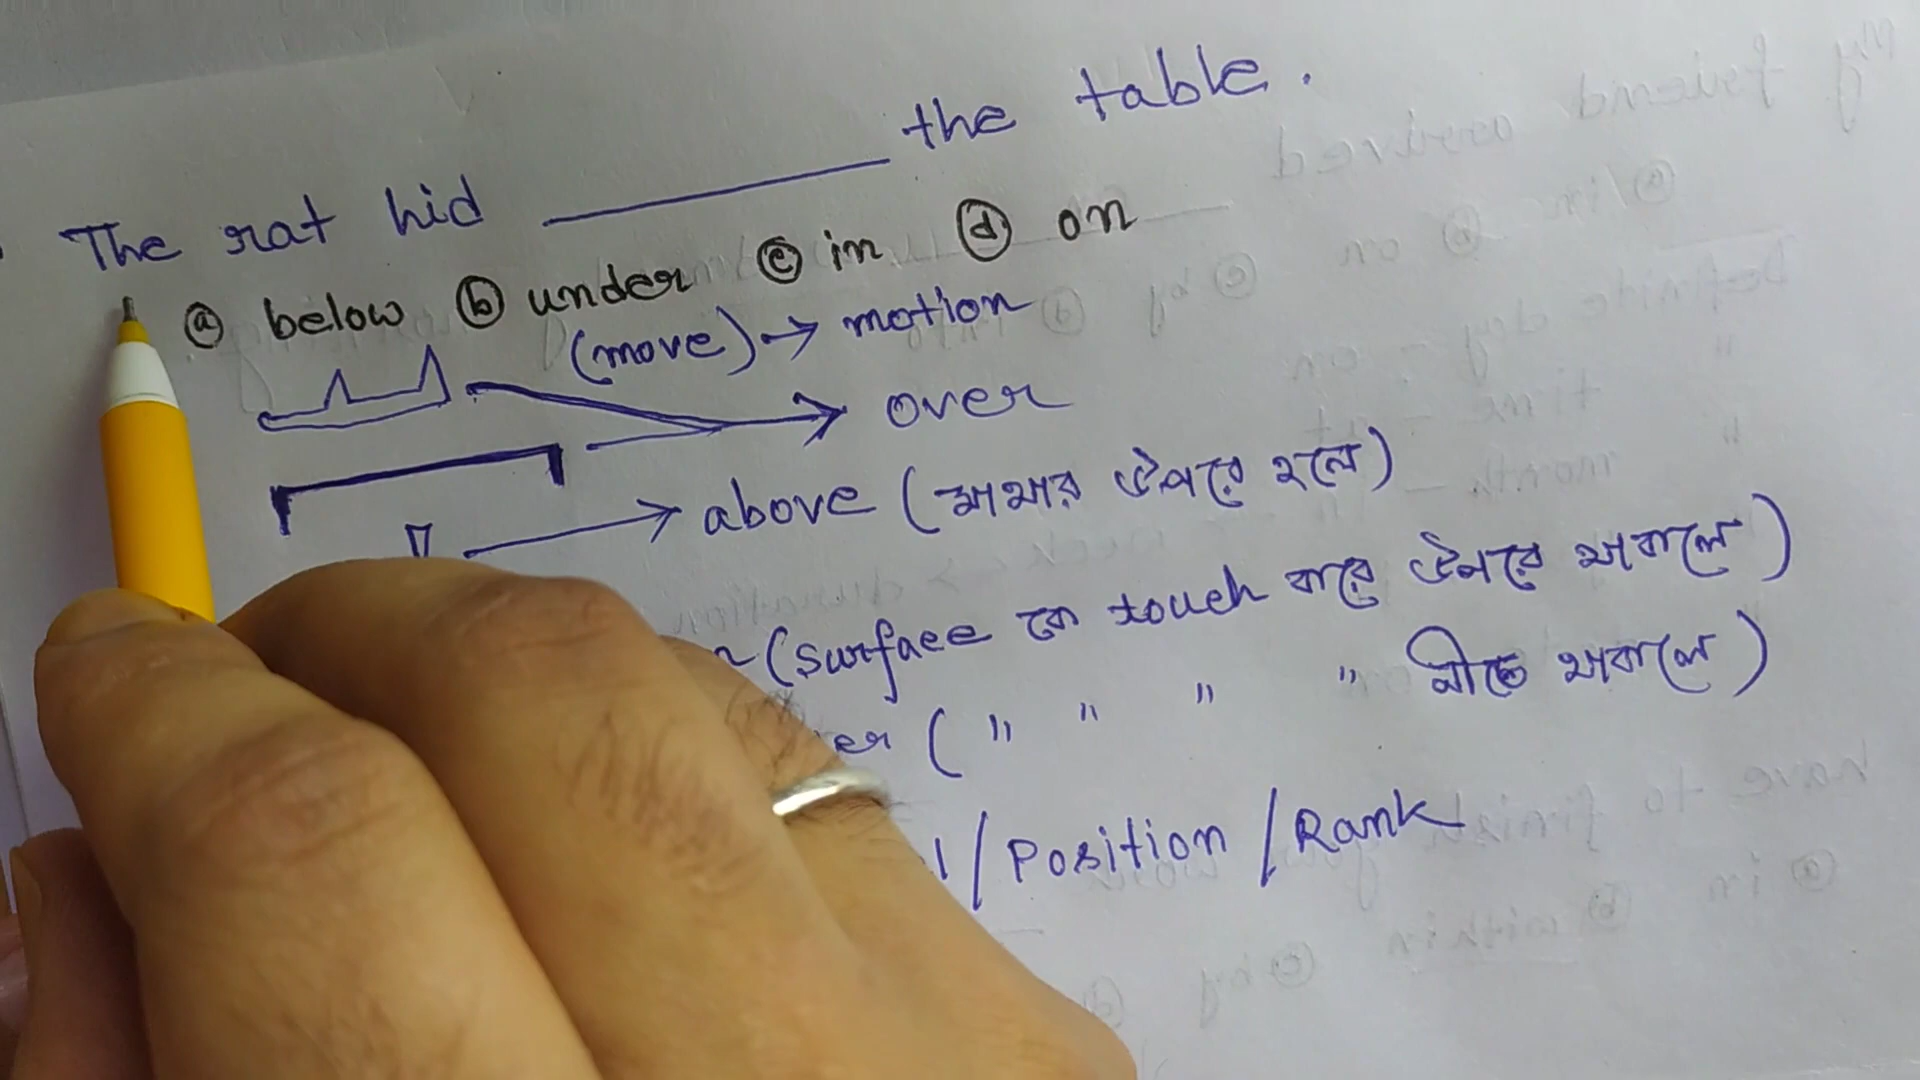 The rat hid ________ the table.
ⓐ below ⓑ under ⓒ in ⓓ on
(move) → motion
→ over
→ above (মাথার উপরে হলে)
(surface কে touch করে উপরে থাকলে)
er ( " " " " নীচে থাকলে)
/ Position / Rank